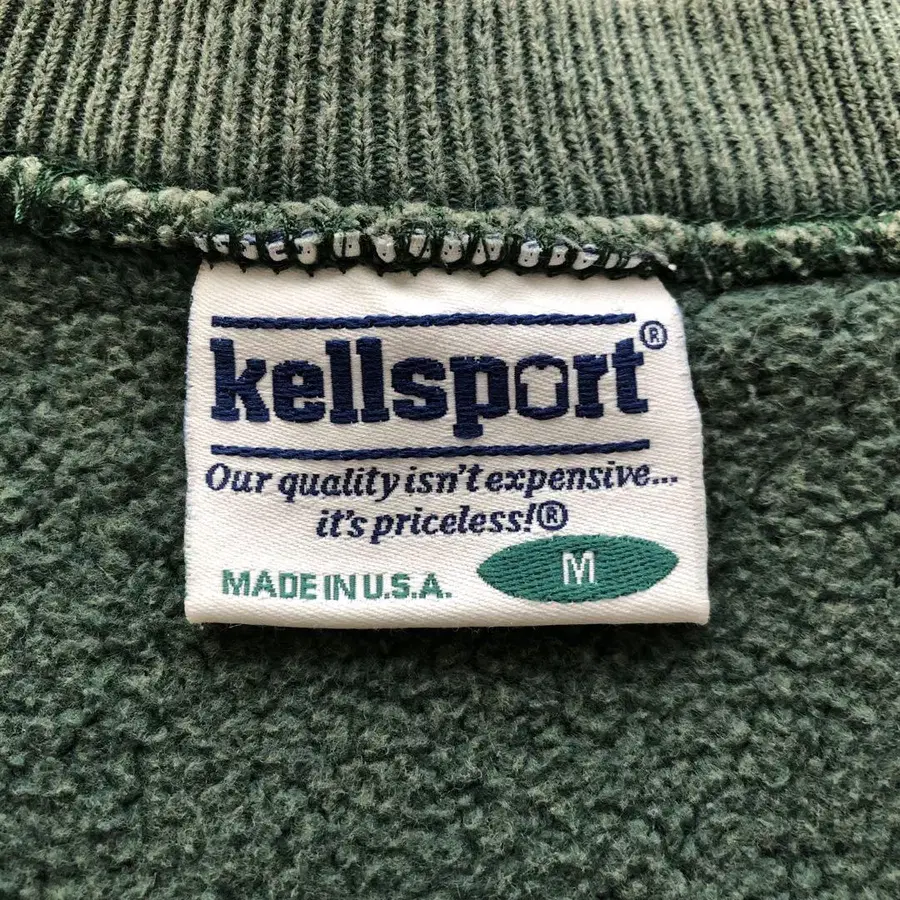 kellsport®
Our quality isn't expensive...
it's priceless!®
MADE IN U.S.A. M